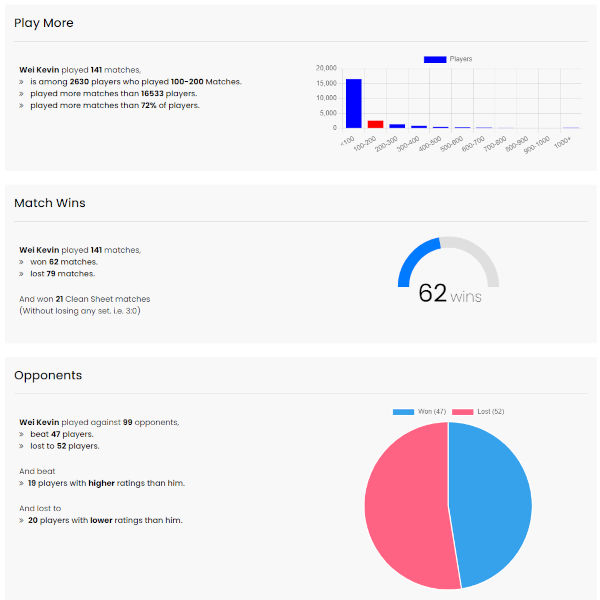 Play More
Wei Kevin played 141 matches,
» is among 2630 players who played 100-200 Matches.
» played more matches than 16533 players.
» played more matches than 72% of players.
Players
20,000
15,000
10,000
5,000
0
<100
100-200
200-300
300-400
400-500
500-600
600-700
700-800
800-900
900-1000
1000+
Match Wins
Wei Kevin played 141 matches,
» won 62 matches.
» lost 79 matches.
And won 21 Clean Sheet matches
(Without losing any set. i.e. 3:0)
62 wins
Opponents
Wei Kevin played against 99 opponents,
» beat 47 players.
» lost to 52 players.
And beat
» 19 players with higher ratings than him.
And lost to
» 20 players with lower ratings than him.
Won (47)
Lost (52)